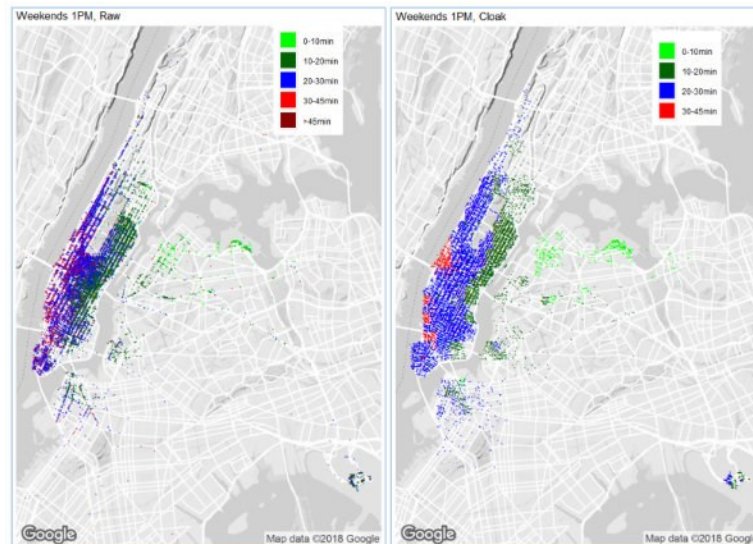 Weekends 1PM, Raw
0-10min
10-20min
20-30min
30-45min
+45min
Google
Map data ©2018 Google
Weekends 1PM, Cloak
0-10min
10-20min
20-30min
30-45min
Google
Map data ©2018 Google